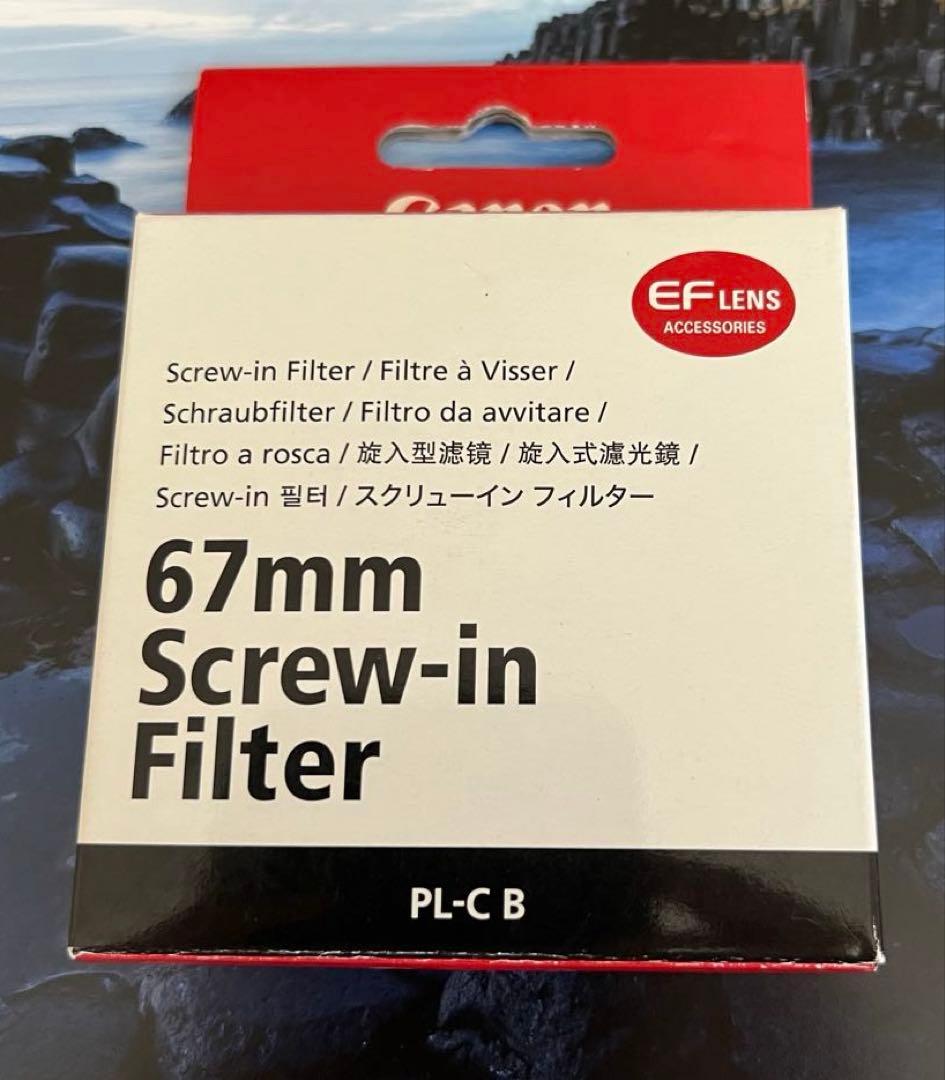 Canon
EF LENS
ACCESSORIES
Screw-in Filter / Filtre à Visser /
Schraubfilter / Filtro da avvitare /
Filtro a rosca / 旋入型滤镜 / 旋入式濾光鏡 /
Screw-in 필터 / スクリューイン フィルター
67mm
Screw-in
Filter
PL-C B